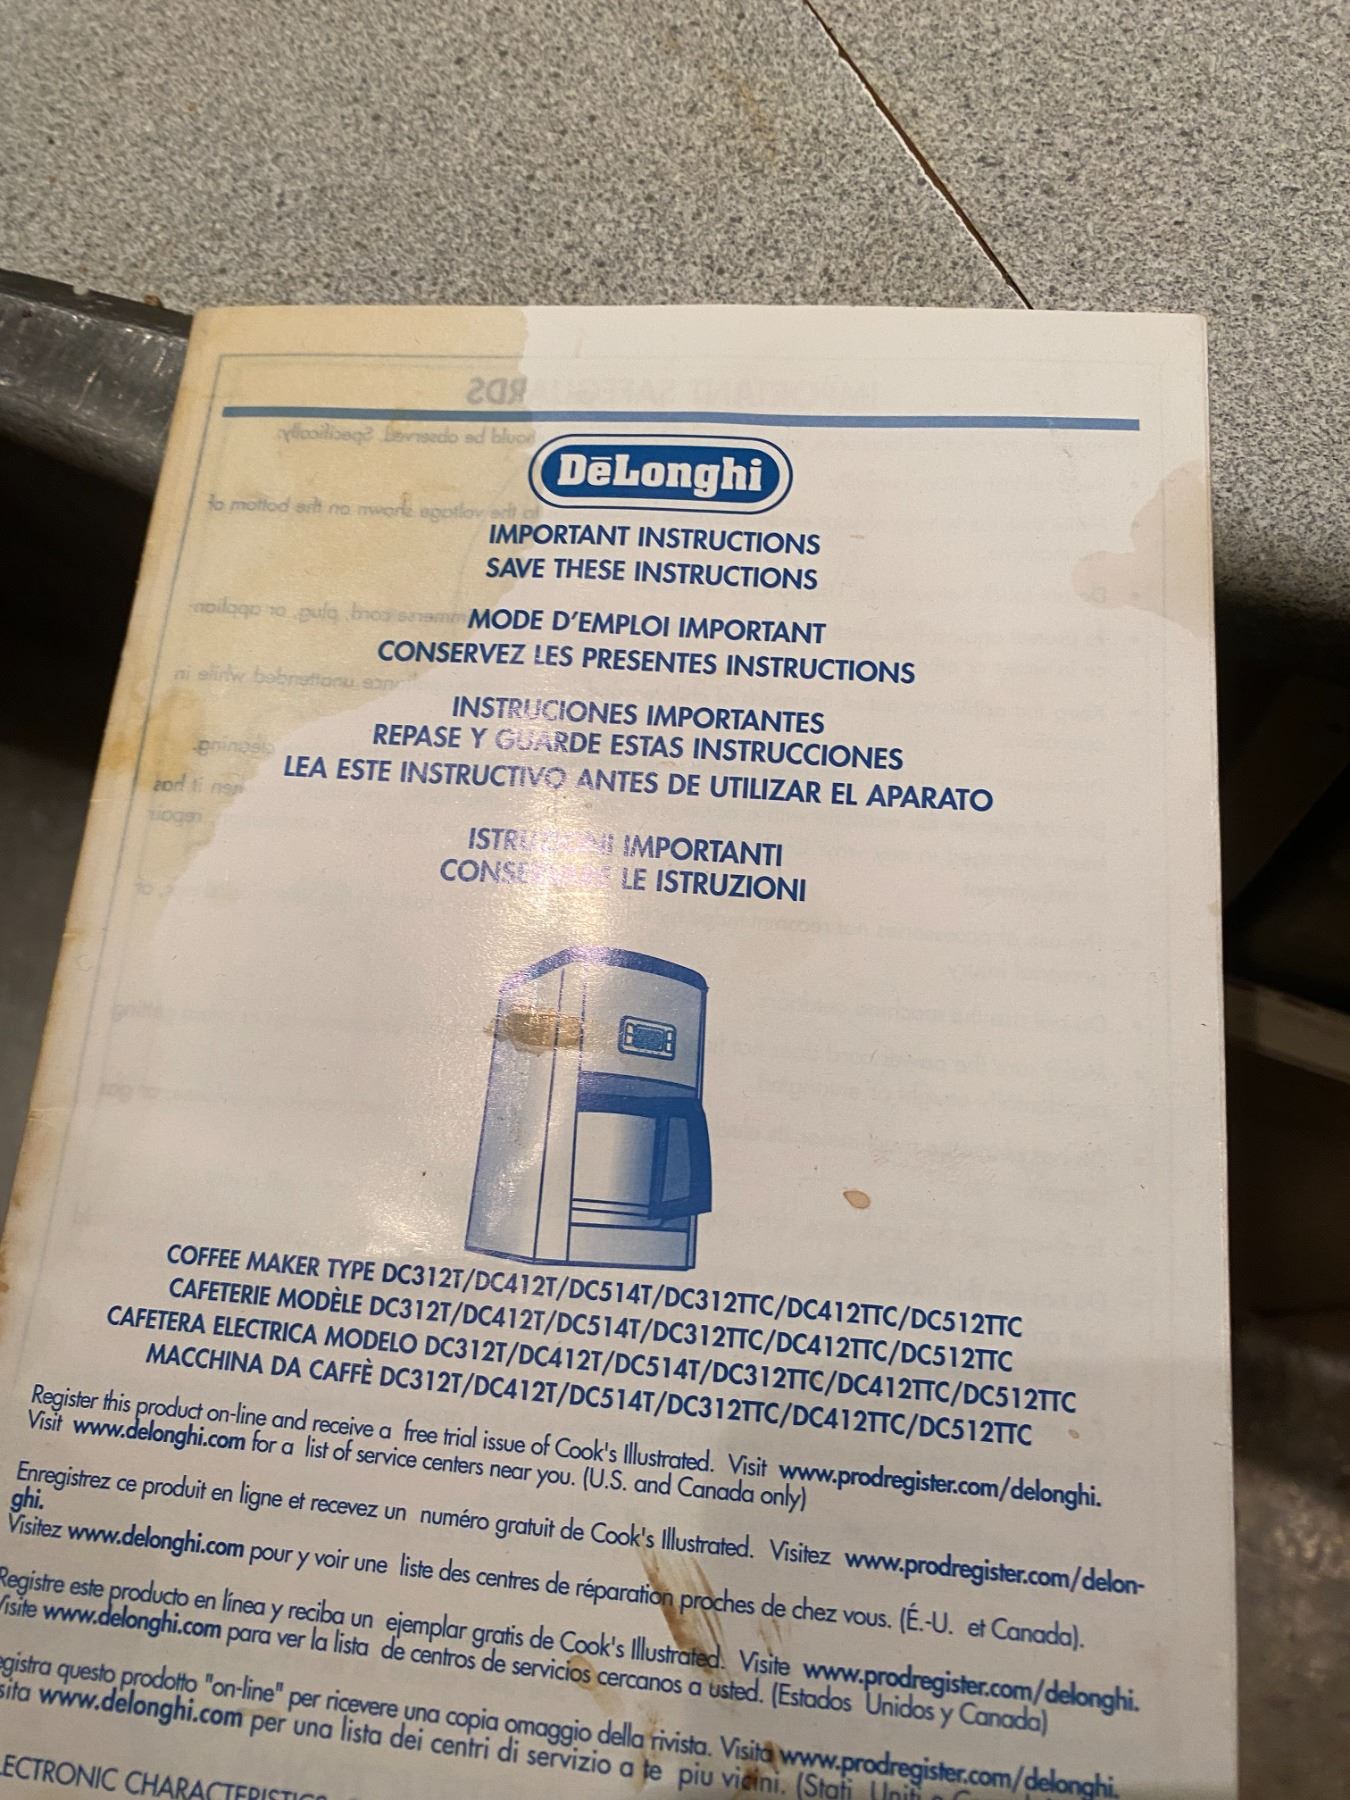 DēLonghi
IMPORTANT INSTRUCTIONS
SAVE THESE INSTRUCTIONS
MODE D'EMPLOI IMPORTANT
CONSERVEZ LES PRESENTES INSTRUCTIONS
INSTRUCIONES IMPORTANTES
REPASE Y GUARDE ESTAS INSTRUCCIONES
LEA ESTE INSTRUCTIVO ANTES DE UTILIZAR EL APARATO
IMPORTANTI
LE ISTRUZIONI
COFFEE MAKER TYPE DC312T/DC412T/DC514T/DC312TTC/DC412TTC/DC512TTC
CAFETERIE MODÈLE DC312T/DC412T/DC514T/DC312TTC/DC412TTC/DC512TTC
CAFETERA ELECTRICA MODELO DC312T/DC412T/DC514T/DC312TTC/DC412TTC/DC512TTC
MACCHINA DA CAFFÈ DC312T/DC412T/DC514T/DC312TTC/DC412TTC/DC512TTC
Register this product on-line and receive a free trial issue of Cook's Illustrated. Visit www.prodregister.com/delonghi.
Visit www.delonghi.com for a list of service centers near you. (U.S. and Canada only)
Enregistrez ce produit en ligne et recevez un numéro gratuit de Cook's Illustrated. Visitez www.prodregister.com/delon-
ghi.
Visitez www.delonghi.com pour y voir une liste des centres de réparation proches de chez vous. (É.-U. et Canada).
Registre este producto en línea y reciba un ejemplar gratis de Cook's Illustrated. Visite www.prodregister.com/delonghi.
Visite www.delonghi.com para ver la lista de centros de servicios cercanos a usted. (Estados Unidos y Canada)
egistra questo prodotto "on-line" per ricevere una copia omaggio della rivista. Visita www.prodregister.com/delonghi.
sita www.delonghi.com per una lista dei centri di servizio a te piu vicini. (Stati
LECTRONIC